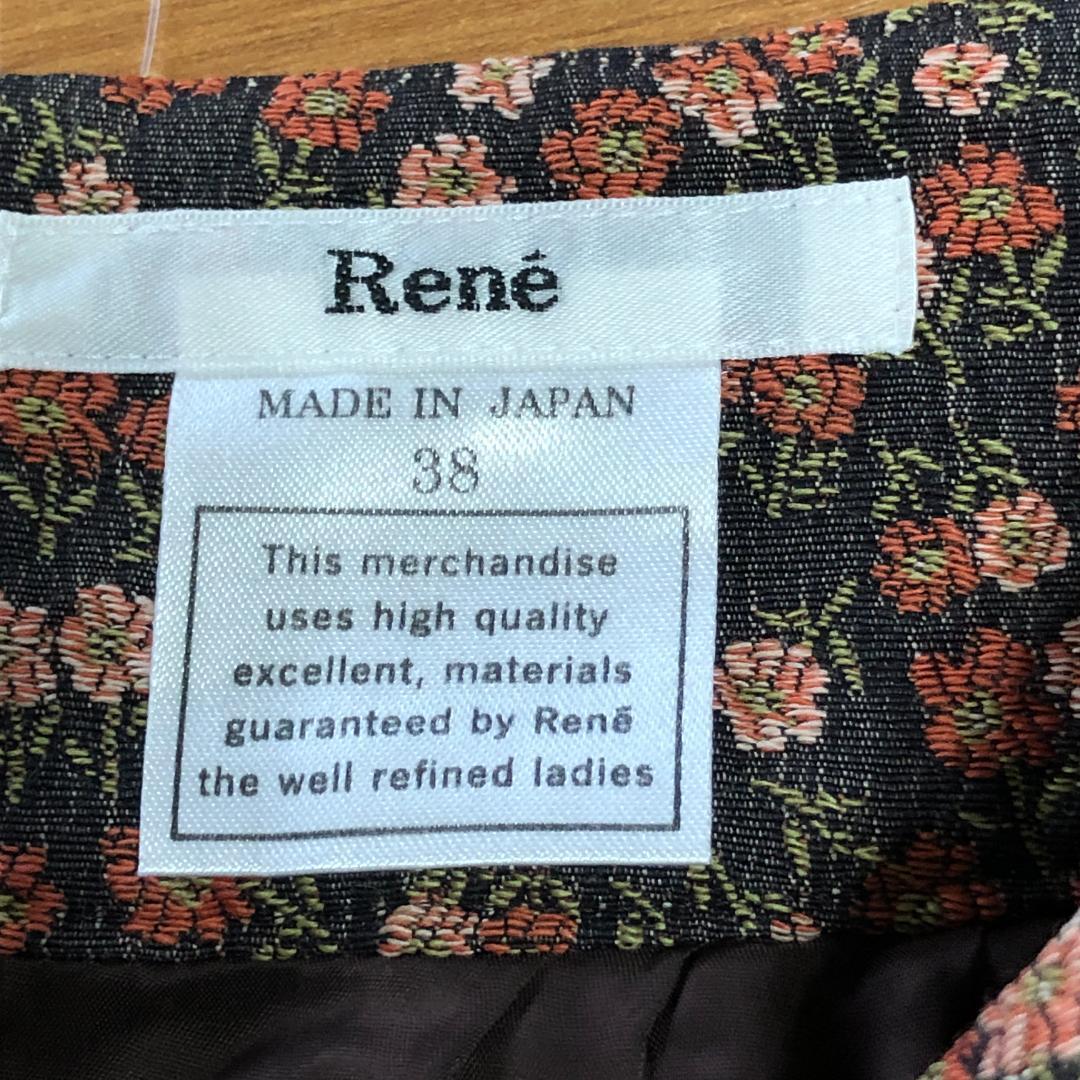 René
MADE IN JAPAN
38
This merchandise
uses high quality
excellent, materials
guaranteed by René
the well refined ladies